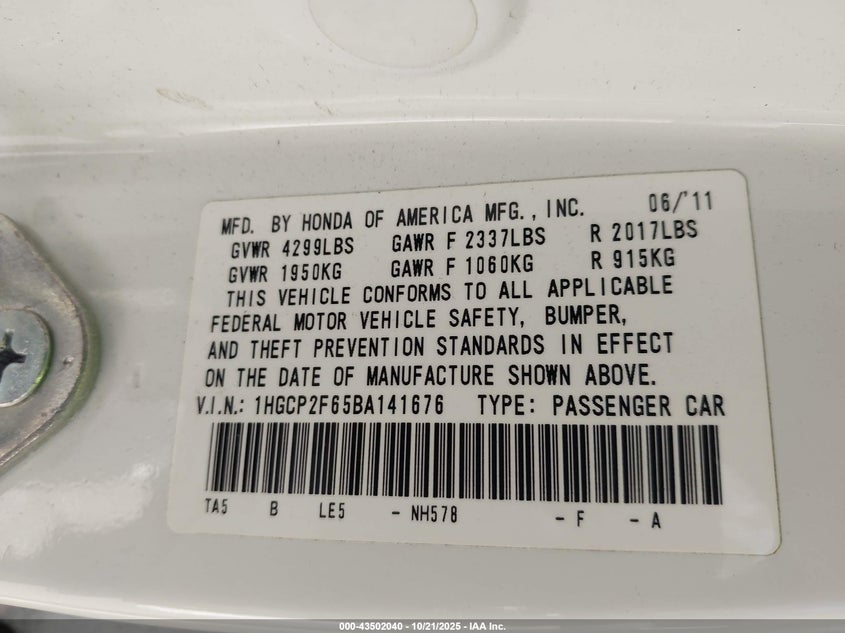 MFD. BY HONDA OF AMERICA MFG., INC. 06/'11
GVWR 4299LBS GAWR F 2337LBS R 2017LBS
GVWR 1950KG GAWR F 1060KG R 915KG
THIS VEHICLE CONFORMS TO ALL APPLICABLE
FEDERAL MOTOR VEHICLE SAFETY, BUMPER,
AND THEFT PREVENTION STANDARDS IN EFFECT
ON THE DATE OF MANUFACTURE SHOWN ABOVE.
V.I.N.: 1HGCP2F65BA141676 TYPE: PASSENGER CAR
TA5 B LE5 - NH578 - F - A
000-43502040 - 10/21/2025 - IAA Inc.